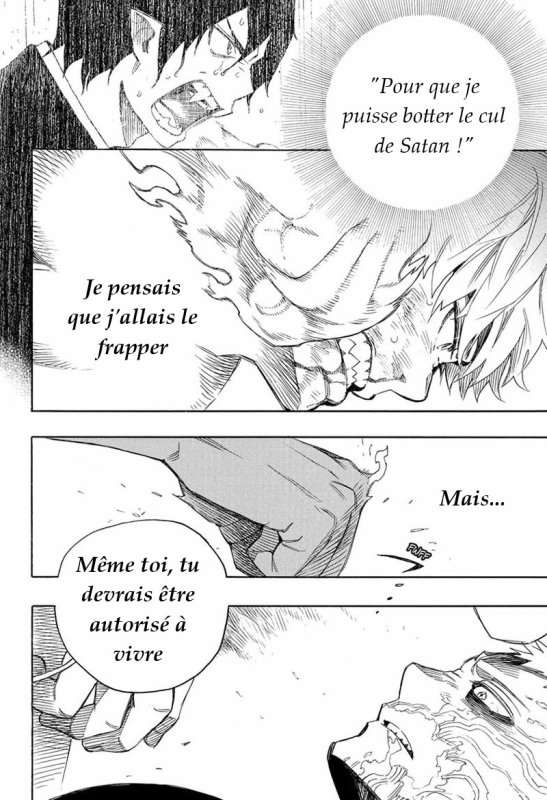 "Pour que je
puisse botter le cul
de Satan !"
Je pensais
que j'allais le
frapper
Mais...
PAFF
Même toi, tu
devrais être
autorisé à
vivre